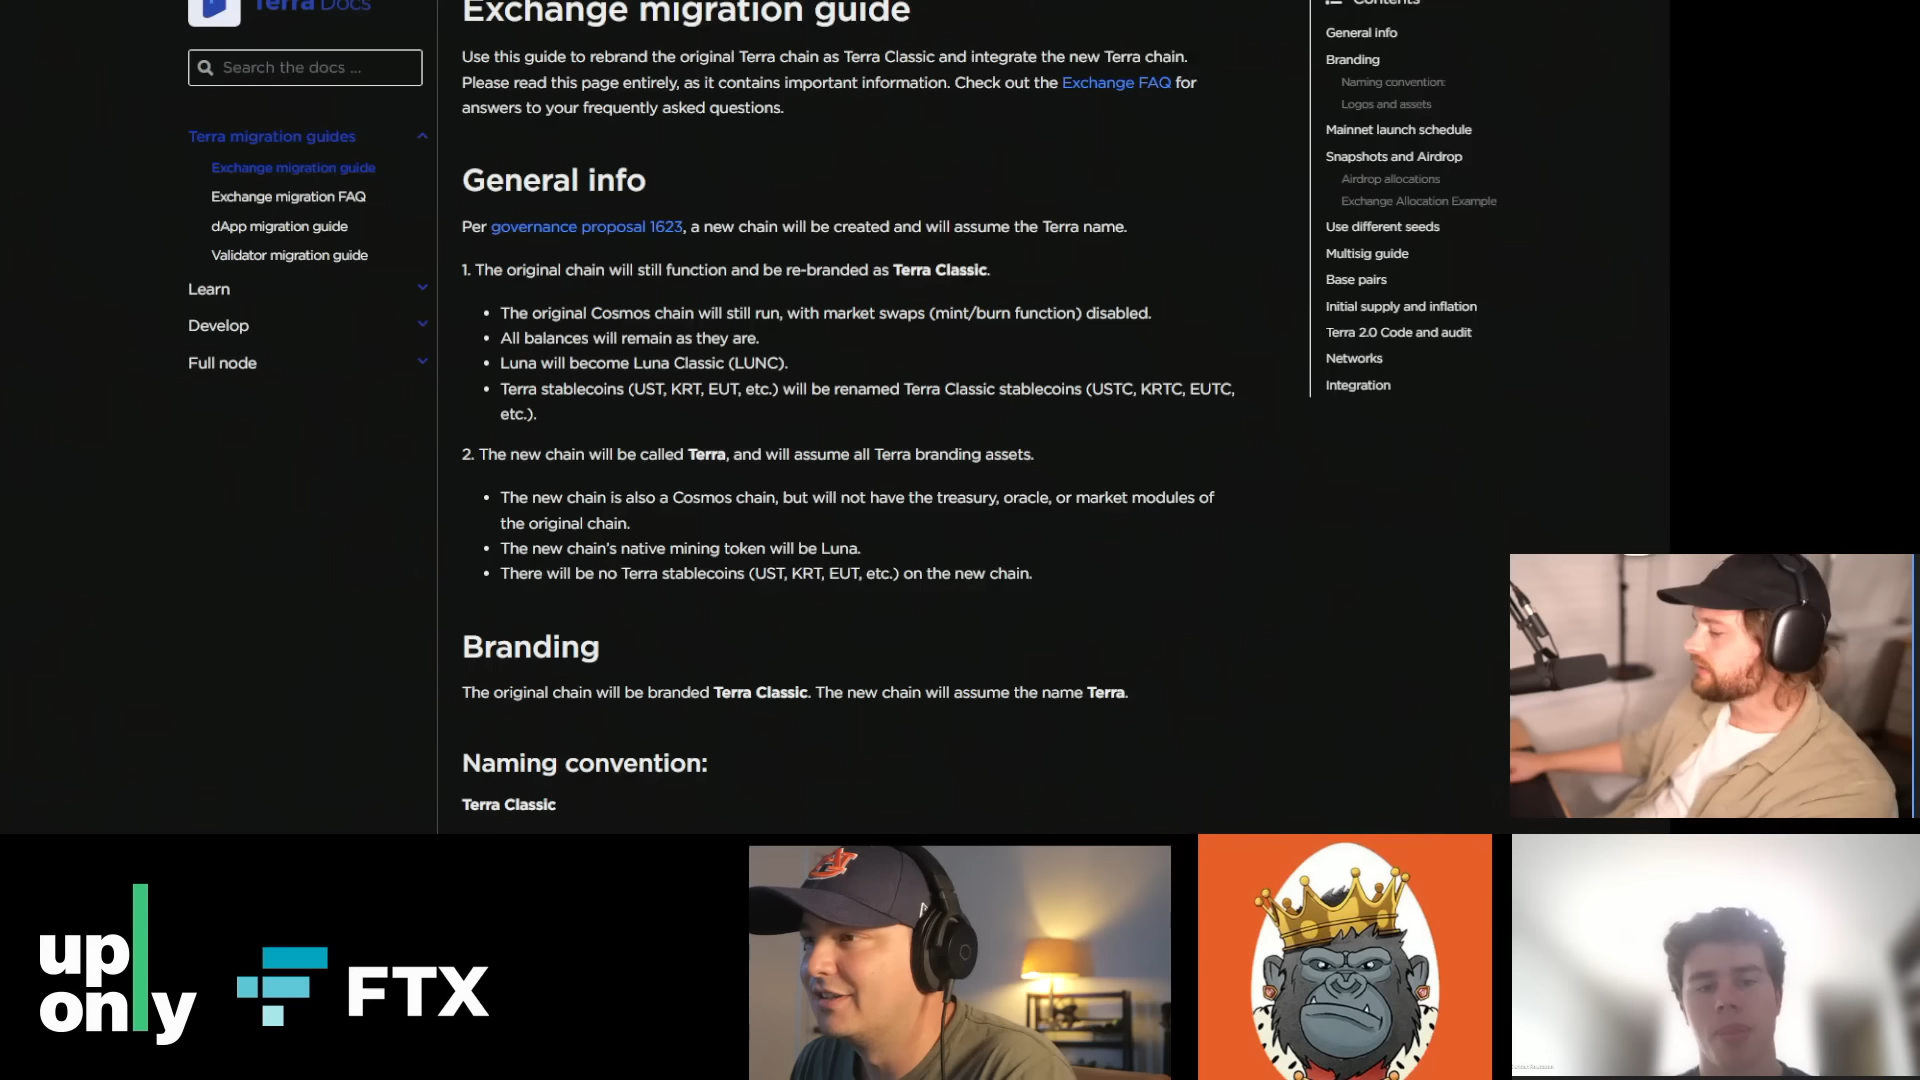 Terra Docs
Search the docs ...
Terra migration guides
Exchange migration guide
Exchange migration FAQ
dApp migration guide
Validator migration guide
Learn
Develop
Full node
Exchange migration guide
Use this guide to rebrand the original Terra chain as Terra Classic and integrate the new Terra chain.
Please read this page entirely, as it contains important information. Check out the Exchange FAQ for
answers to your frequently asked questions.
General info
Per governance proposal 1623, a new chain will be created and will assume the Terra name.
1. The original chain will still function and be re-branded as Terra Classic.
• The original Cosmos chain will still run, with market swaps (mint/burn function) disabled.
• All balances will remain as they are.
• Luna will become Luna Classic (LUNC).
• Terra stablecoins (UST, KRT, EUT, etc.) will be renamed Terra Classic stablecoins (USTC, KRTC, EUTC,
etc.).
2. The new chain will be called Terra, and will assume all Terra branding assets.
• The new chain is also a Cosmos chain, but will not have the treasury, oracle, or market modules of
the original chain.
• The new chain's native mining token will be Luna.
• There will be no Terra stablecoins (UST, KRT, EUT, etc.) on the new chain.
Branding
The original chain will be branded Terra Classic. The new chain will assume the name Terra.
Naming convention:
Terra Classic
Contents
General info
Branding
Naming convention:
Logos and assets
Mainnet launch schedule
Snapshots and Airdrop
Airdrop allocations
Exchange Allocation Example
Use different seeds
Multisig guide
Base pairs
Initial supply and inflation
Terra 2.0 Code and audit
Networks
Integration
up
only
FTX